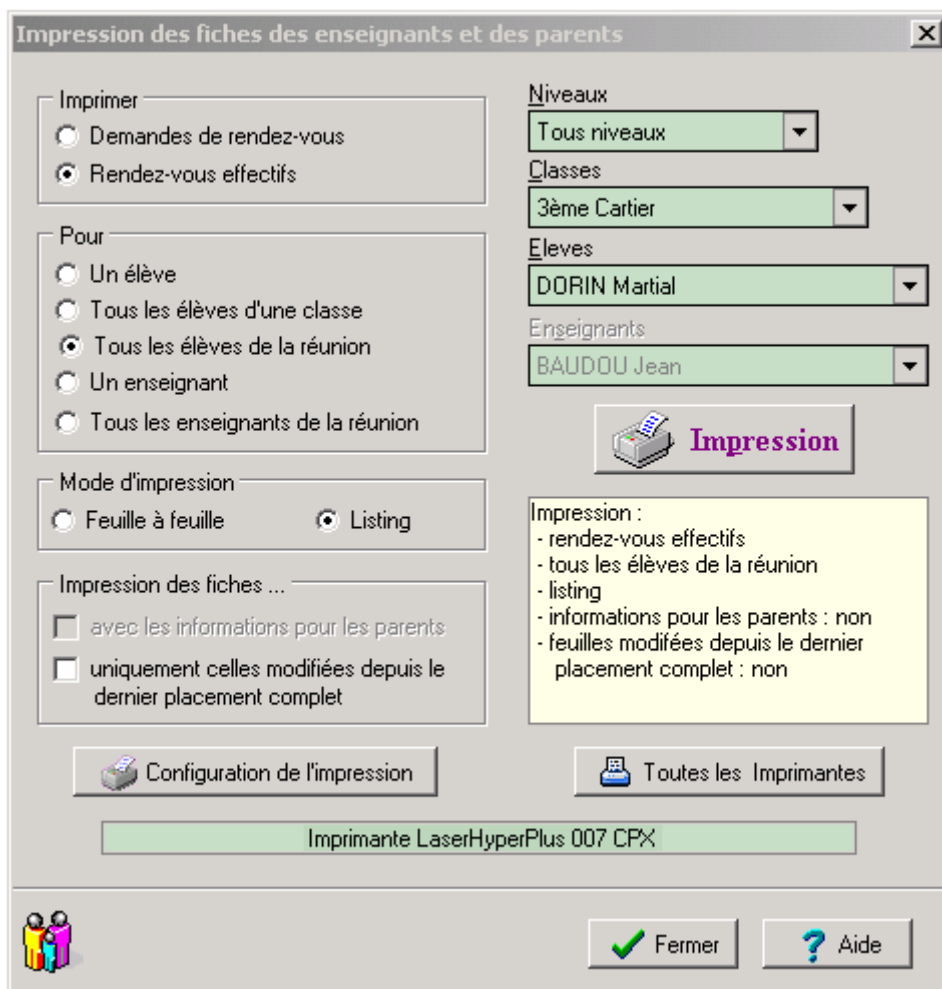 Impression des fiches des enseignants et des parents
Imprimer
Demandes de rendez-vous
Rendez-vous effectifs
Pour
Un élève
Tous les élèves d'une classe
Tous les élèves de la réunion
Un enseignant
Tous les enseignants de la réunion
Mode d'impression
Feuille à feuille
Listing
Impression des fiches ...
avec les informations pour les parents
uniquement celles modifiées depuis le
dernier placement complet
Niveaux
Tous niveaux
Classes
3ème Cartier
Eleves
DORIN Martial
Enseignants
BAUDOU Jean
Impression
Impression :
- rendez-vous effectifs
- tous les élèves de la réunion
- listing
- informations pour les parents : non
- feuilles modifées depuis le dernier
placement complet : non
Configuration de l'impression
Toutes les Imprimantes
Imprimante LaserHyperPlus 007 CPX
Fermer
Aide